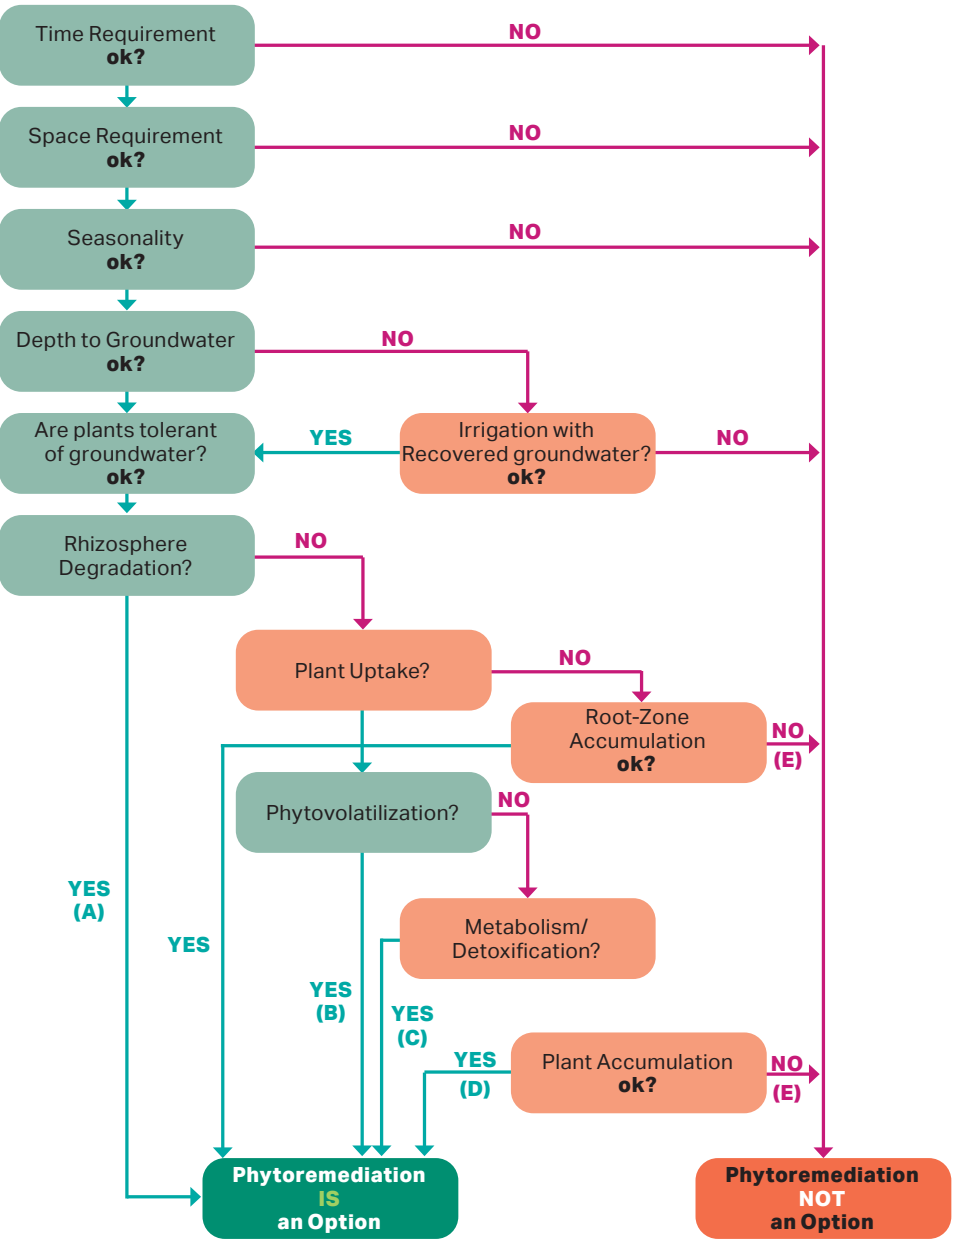 Time Requirement
ok?
NO
Space Requirement
ok?
NO
Seasonality
ok?
NO
Depth to Groundwater
ok?
NO
Are plants tolerant
of groundwater?
ok?
YES
Irrigation with
Recovered groundwater?
ok?
NO
Rhizosphere
Degradation?
NO
Plant Uptake?
NO
Root-Zone
Accumulation
ok?
NO
(E)
Phytovolatilization?
NO
YES
(A)
YES
Metabolism/
Detoxification?
YES
(B)
YES
(C)
YES
(D)
Plant Accumulation
ok?
NO
(E)
Phytoremediation
IS
an Option
Phytoremediation
NOT
an Option